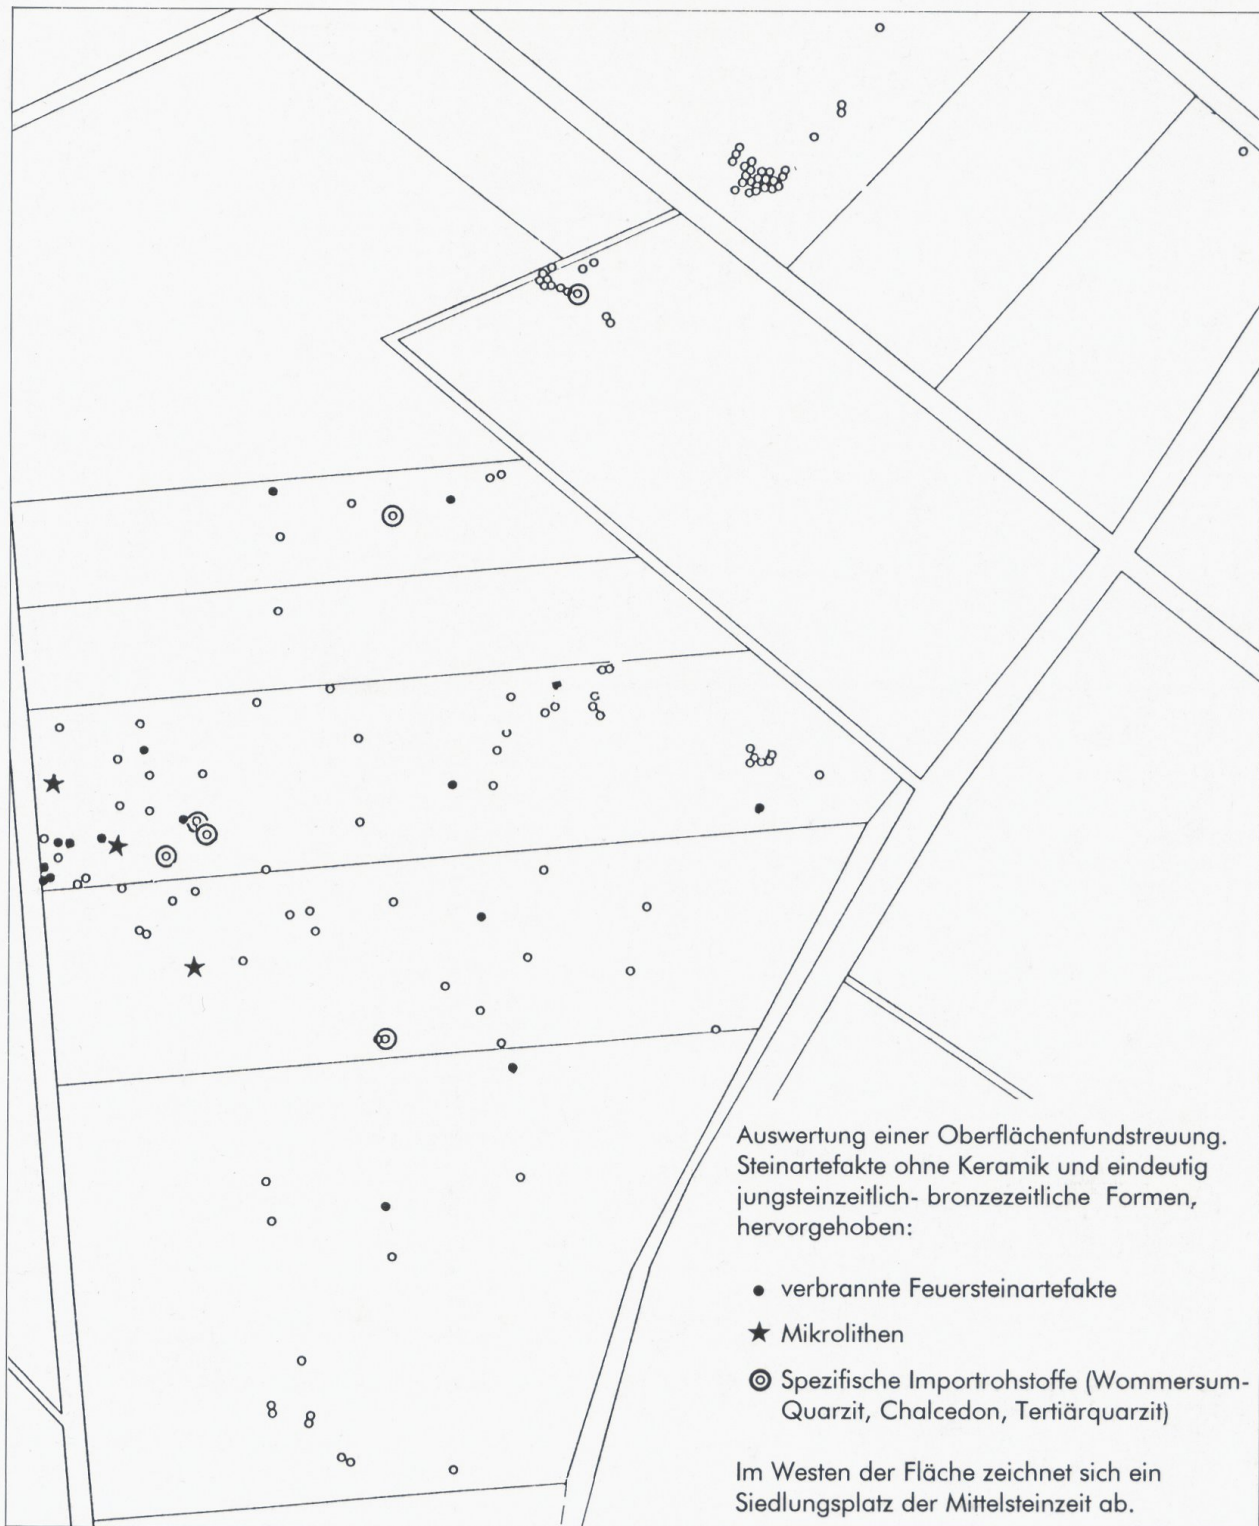 Auswertung einer Oberflächenfundstreuung.
Steinartefakte ohne Keramik und eindeutig
jungsteinzeitlich- bronzezeitliche Formen,
hervorgehoben:
verbrannte Feuersteinartefakte
Mikrolithen
Spezifische Importrohstoffe (Wommersum-
Quarzit, Chalcedon, Tertiärquarzit)
Im Westen der Fläche zeichnet sich ein
Siedlungsplatz der Mittelsteinzeit ab.